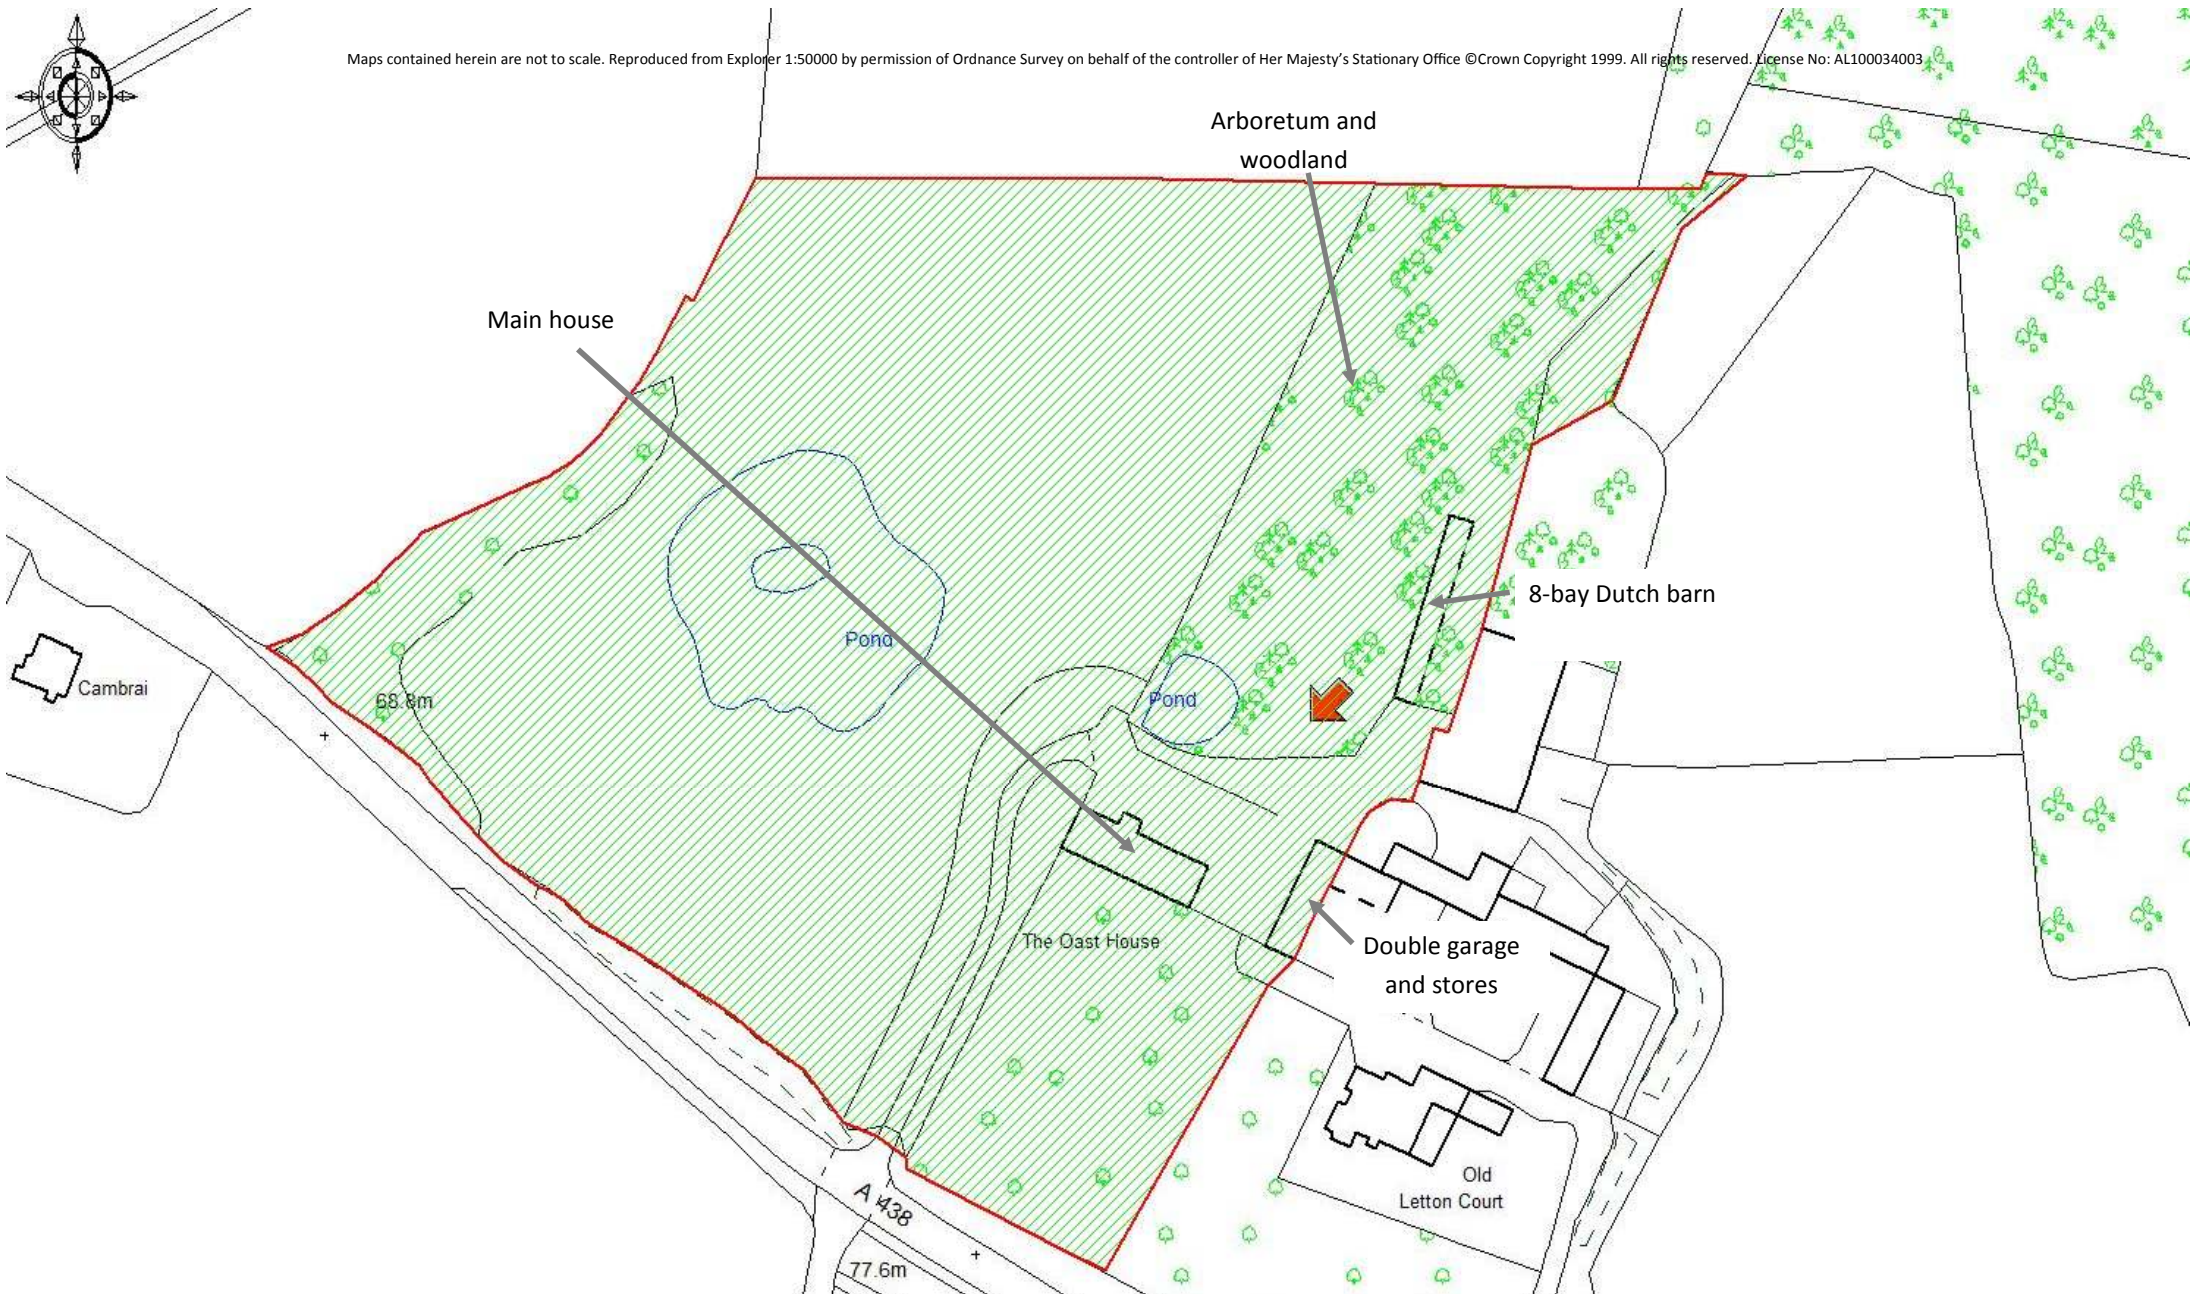 Maps contained herein are not to scale. Reproduced from Explorer 1:50000 by permission of Ordnance Survey on behalf of the controller of Her Majesty's Stationary Office ©Crown Copyright 1999. All rights reserved. License No: AL100034003
Arboretum and
woodland
Main house
8-bay Dutch barn
Pond
Cambrai
68.8m
Pond
The Oast House
Double garage
and stores
Old
Letton Court
A 438
77.6m